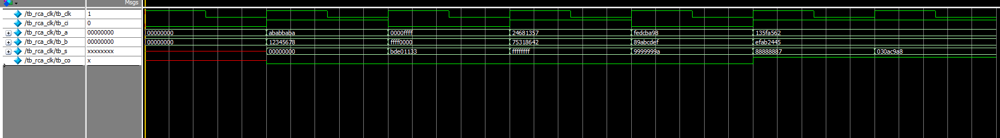 Msgs
/tb_rca_clk/tb_clk 1
/tb_rca_clk/tb_ci 0
/tb_rca_clk/tb_a 00000000 00000000 ababbaba 0000ffff 24681357 fedcba98 135fa562
/tb_rca_clk/tb_b 00000000 00000000 12345678 ffff0000 75318642 89abcdef efab2445
/tb_rca_clk/tb_s xxxxxxxx 00000000 bde01133 ffffffff 9999999a 88888887 030ac9a8
/tb_rca_clk/tb_co x